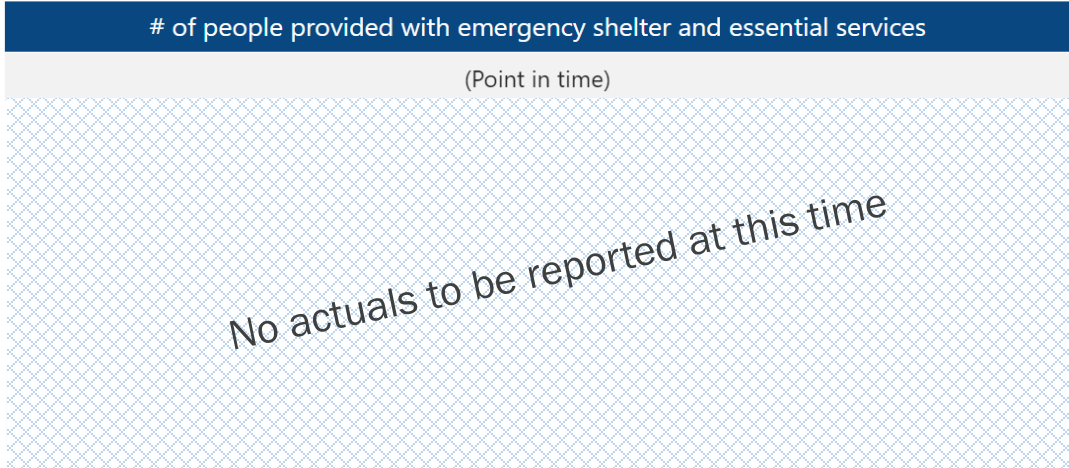 # of people provided with emergency shelter and essential services
(Point in time)
No actuals to be reported at this time